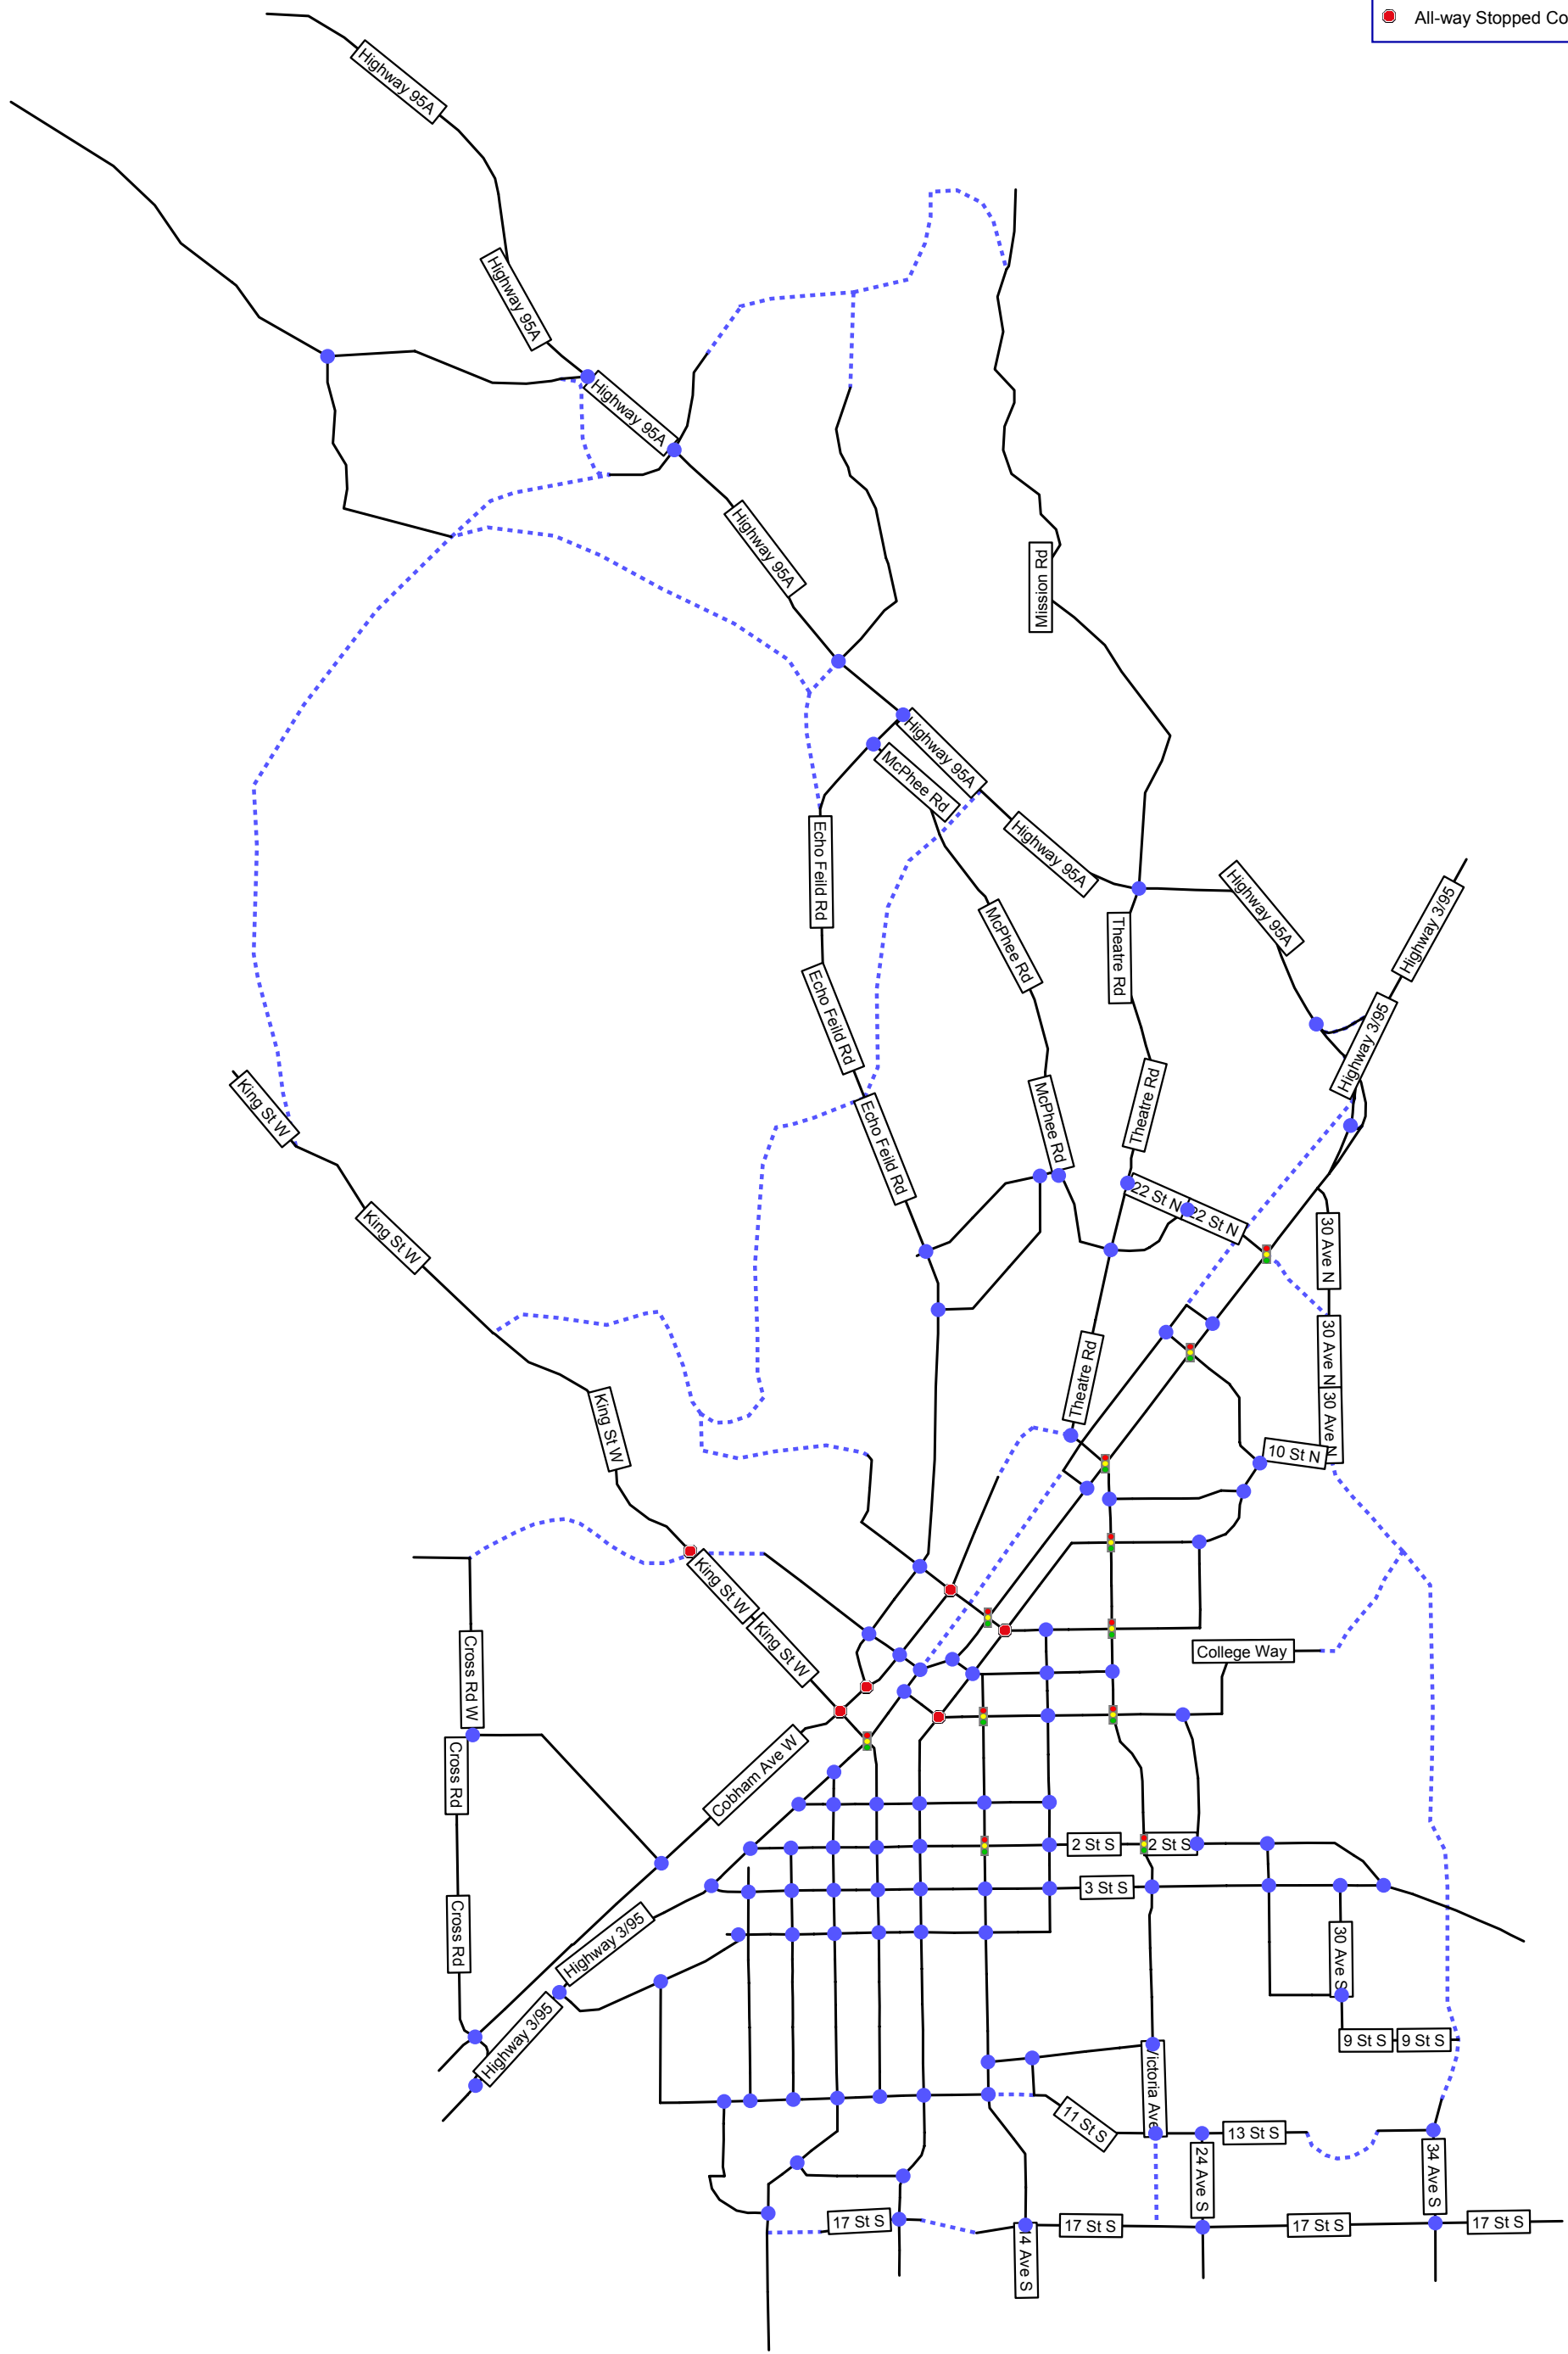 All-way Stopped Co
Highway 95A
Highway 95A
Highway 95A
Highway 95A
Mission Rd
Highway 95A
McPhee Rd
Highway 95A
Echo Feild Rd
Highway 95A
Highway 3/95
McPhee Rd
Theatre Rd
Echo Feild Rd
Highway 3/95
King St W
McPhee Rd
Theatre Rd
Echo Feild Rd
22 St N
22 St N
King St W
30 Ave N
30 Ave N
Theatre Rd
King St W
30 Ave N
10 St N
King St W
King St W
College Way
Cross Rd W
Cobham Ave W
Cross Rd
2 St S
2 St S
3 St S
Cross Rd
Highway 3/95
30 Ave S
Highway 3/95
9 St S
9 St S
Victoria Ave
11 St S
13 St S
24 Ave S
34 Ave S
17 St S
17 St S
17 St S
17 St S
14 Ave S